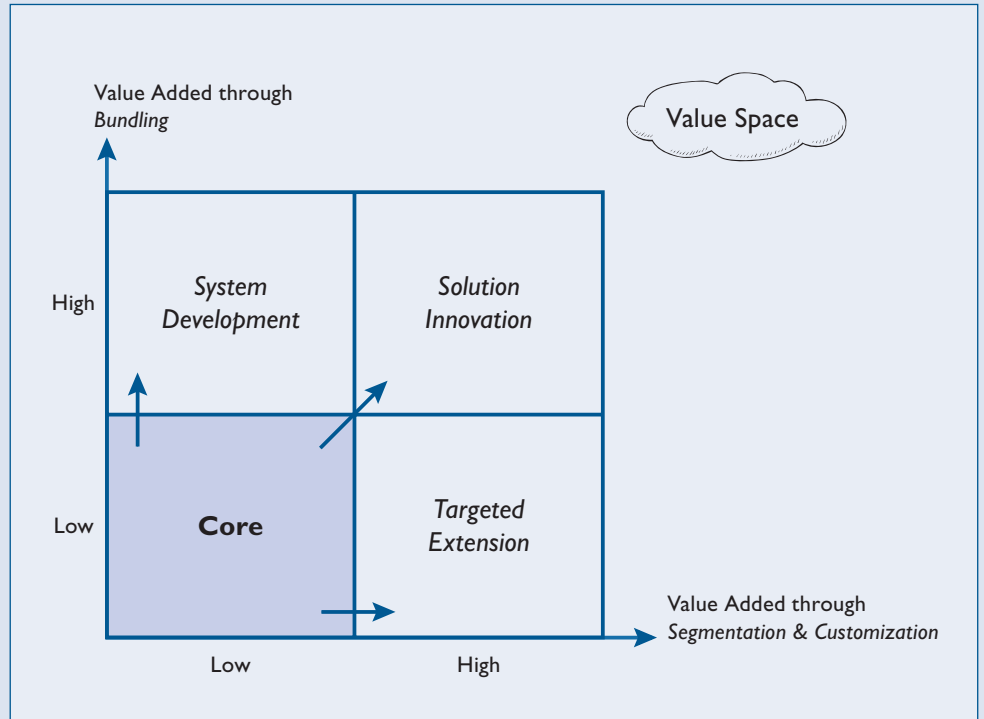 Value Added through
Bundling
Value Space
High
System
Development
Solution
Innovation
Low
Core
Targeted
Extension
Value Added through
Segmentation & Customization
Low
High